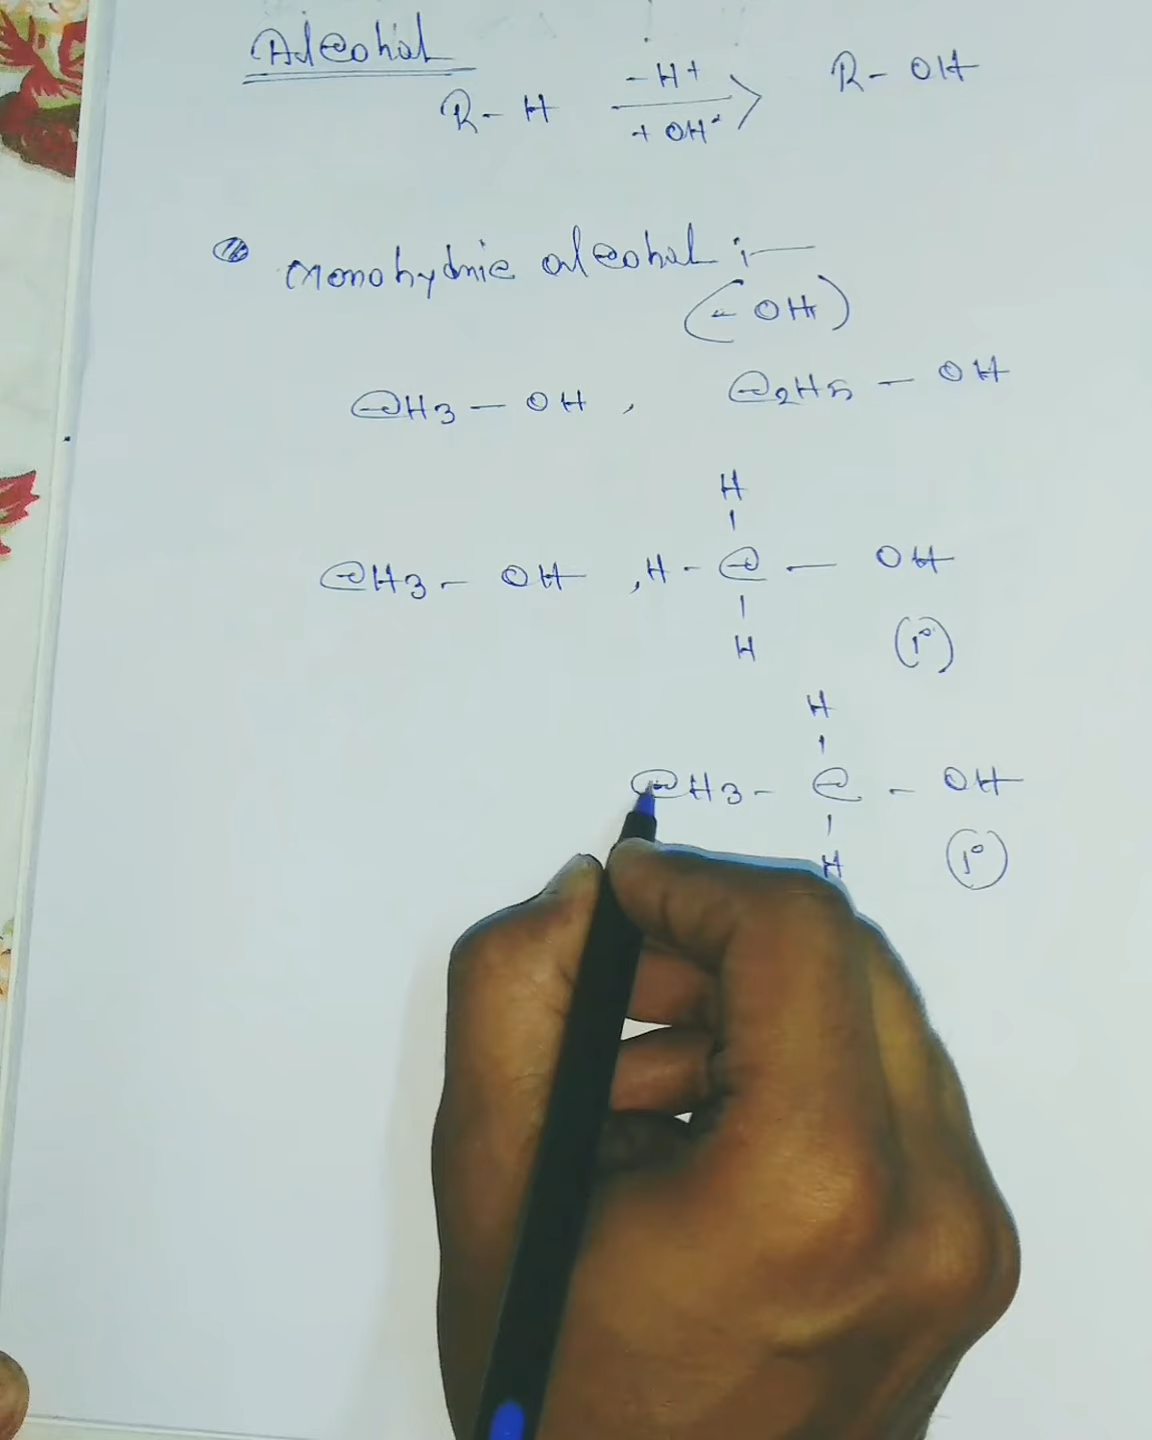 Alcohol
R - H -H+ / + OH- → R - OH
Monohydric alcohol :—
(- OH)
CH3 — OH , C2H5 — OH
H
CH3 - OH , H - C — OH
H (1°)
H
CH3 - C - OH
H (1°)